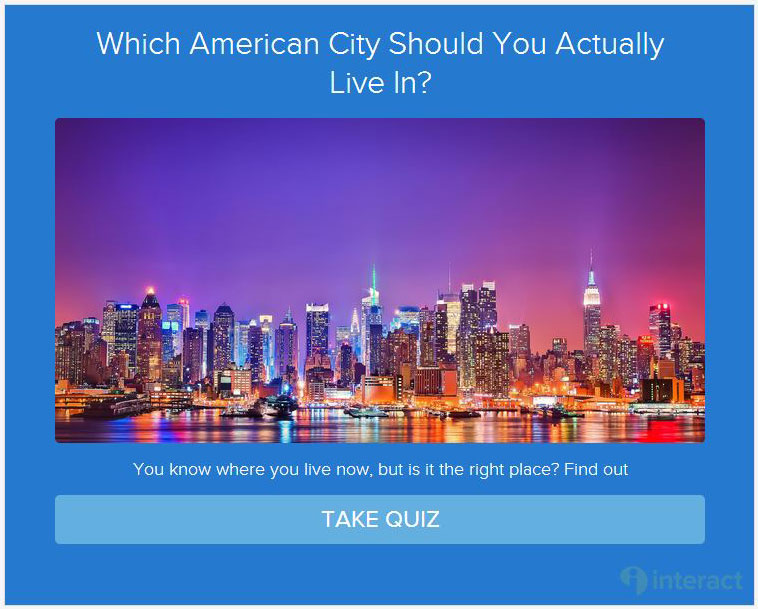 Which American City Should You Actually
Live In?
You know where you live now, but is it the right place? Find out
TAKE QUIZ
interact